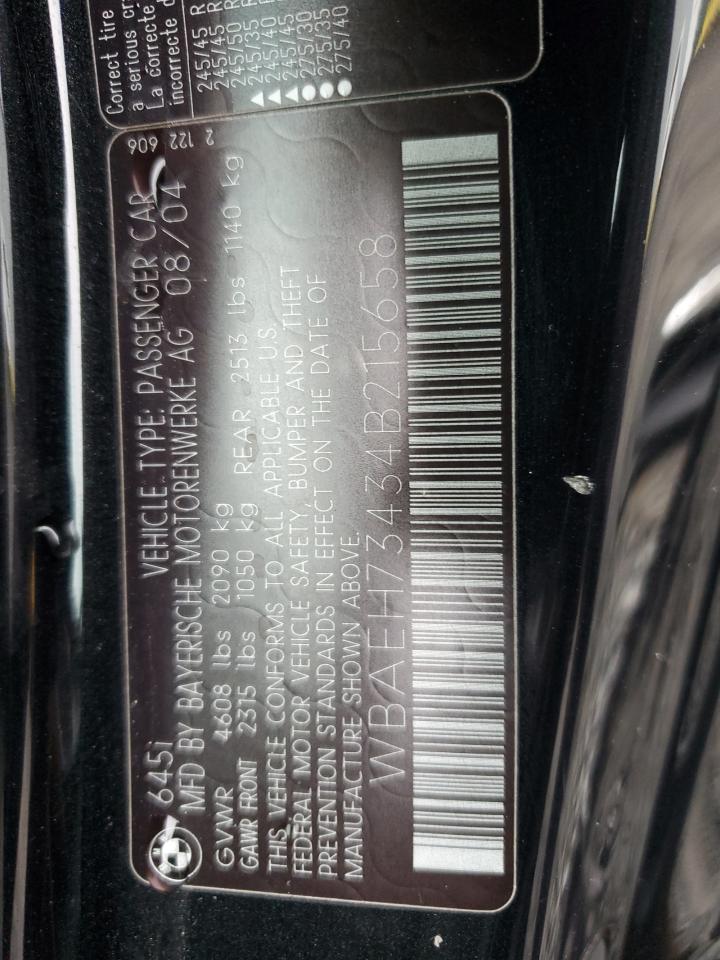 645i VEHICLE TYPE: PASSENGER CAR
MFD BY BAYERISCHE MOTORENWERKE AG 08/04
GVWR 4608 lbs 2090 kg
GAWR FRONT 2315 lbs 1050 kg REAR 2513 lbs 1140 kg
THIS VEHICLE CONFORMS TO ALL APPLICABLE U.S.
FEDERAL MOTOR VEHICLE SAFETY, BUMPER AND THEFT
PREVENTION STANDARDS IN EFFECT ON THE DATE OF
MANUFACTURE SHOWN ABOVE.
WBAEH73434B215658
2 122 606
Correct tire
a serious
La correcte
incorrecte
245/45 R
245/45 R
245/50 R
245/35 R
245/40
245/45
275/30
275/35
275/40